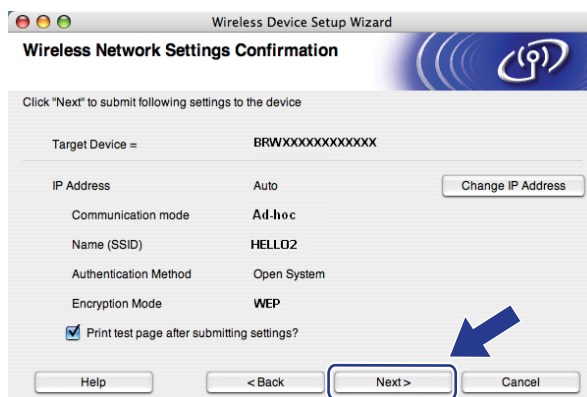 Wireless Device Setup Wizard
Wireless Network Settings Confirmation
Click "Next" to submit following settings to the device
Target Device = BRWXXXXXXXXXXXX
IP Address Auto Change IP Address
Communication mode Ad-hoc
Name (SSID) HELLO2
Authentication Method Open System
Encryption Mode WEP
Print test page after submitting settings?
Help < Back Next > Cancel